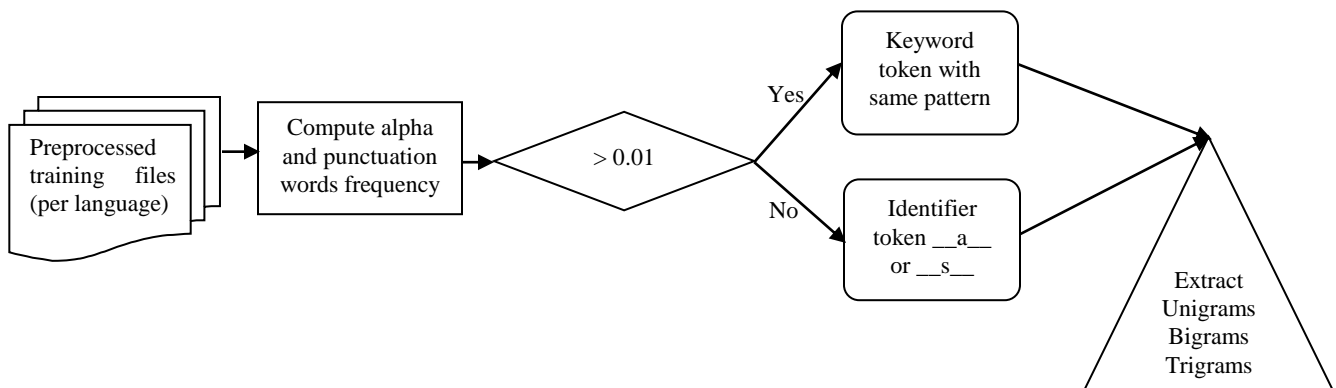 Preprocessed
training files
(per language)
Compute alpha
and punctuation
words frequency
> 0.01
Yes
No
Keyword
token with
same pattern
Identifier
token __a__
or __s__
Extract
Unigrams
Bigrams
Trigrams